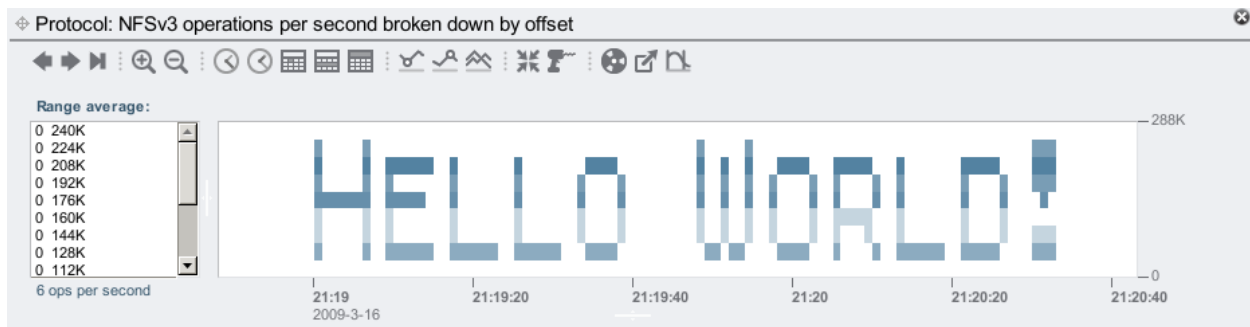 Protocol: NFSv3 operations per second broken down by offset
Range average:
0 240K
0 224K
0 208K
0 192K
0 176K
0 160K
0 144K
0 128K
0 112K
6 ops per second
288K
HELLO WORLD!
0
21:19 21:19:20 21:19:40 21:20 21:20:20 21:20:40
2009-3-16